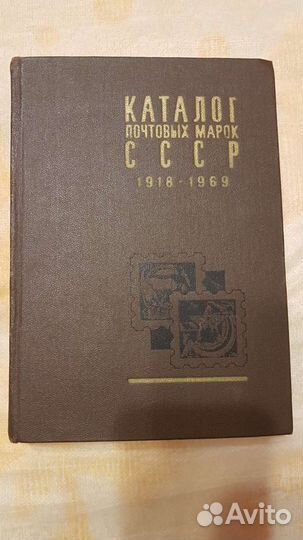 КАТАЛОГ
ПОЧТОВЫХ МАРОК
СССР
1918-1969
Avito